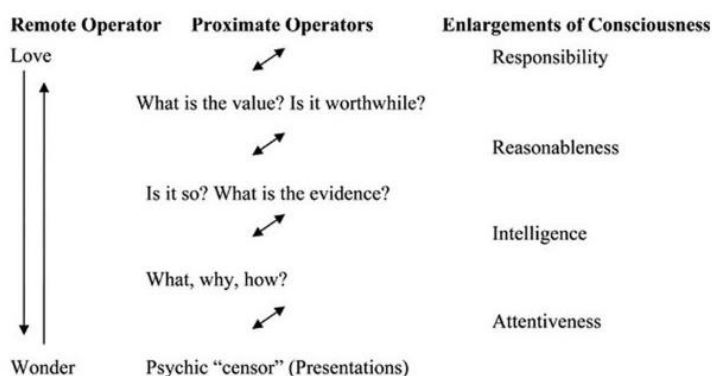 Remote Operator Proximate Operators Enlargements of Consciousness
Love Responsibility
What is the value? Is it worthwhile?
Reasonableness
Is it so? What is the evidence?
Intelligence
What, why, how?
Attentiveness
Wonder Psychic “censor” (Presentations)